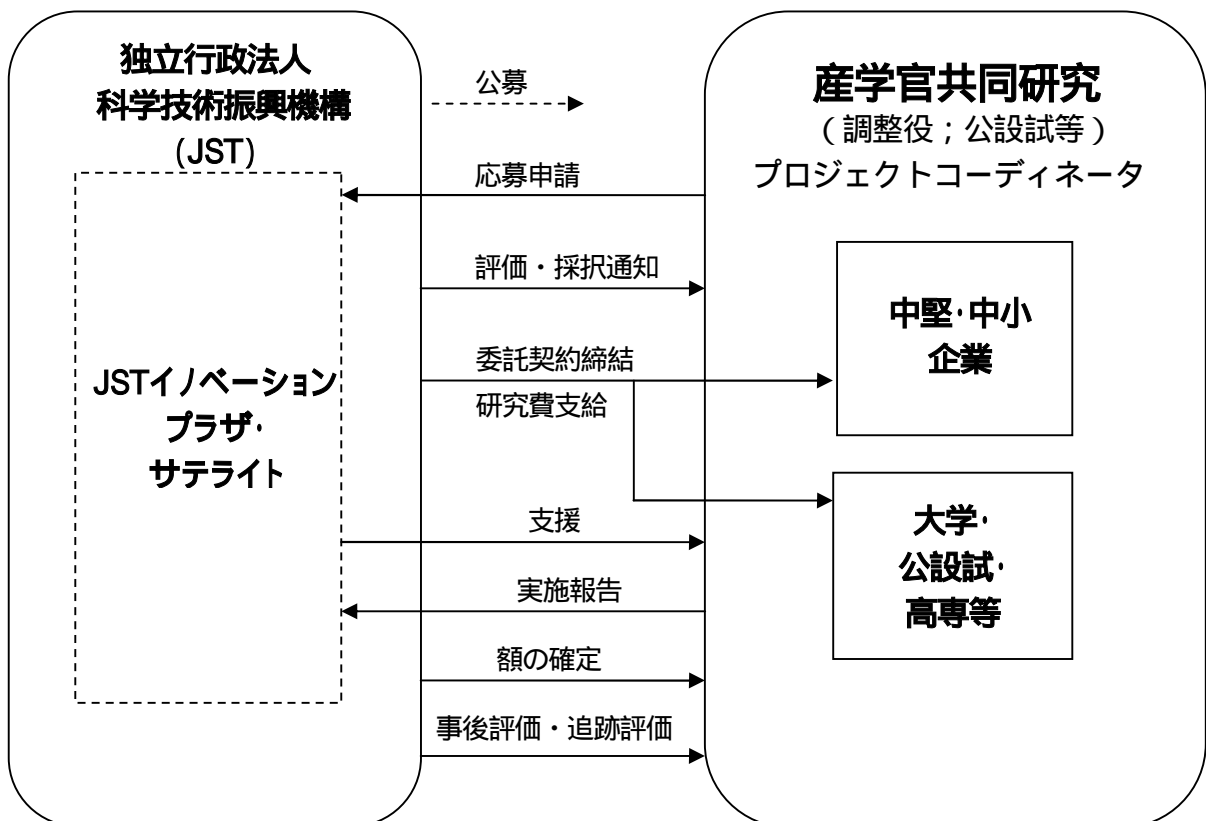 独立行政法人
科学技術振興機構
(JST)
JSTイノベーション
プラザ・
サテライト
公募
応募申請
評価・採択通知
委託契約締結
研究費支給
支援
実施報告
額の確定
事後評価・追跡評価
産学官共同研究
(調整役;公設試等)
プロジェクトコーディネータ
中堅・中小
企業
大学・
公設試・
高専等